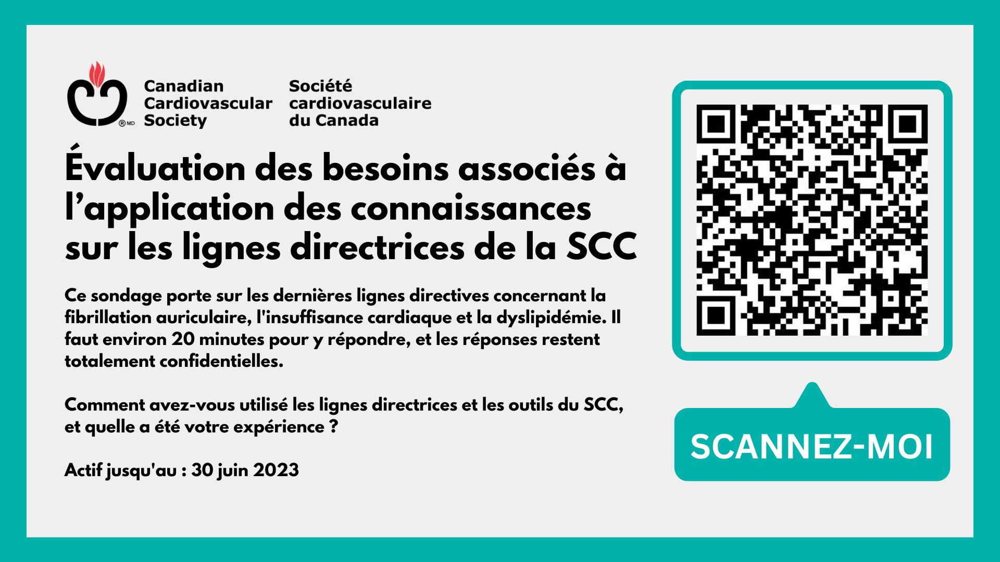 Canadian
Cardiovascular
Society
Société
cardiovasculaire
du Canada
® MD
Évaluation des besoins associés à
l’application des connaissances
sur les lignes directrices de la SCC
Ce sondage porte sur les dernières lignes directives concernant la
fibrillation auriculaire, l'insuffisance cardiaque et la dyslipidémie. Il
faut environ 20 minutes pour y répondre, et les réponses restent
totalement confidentielles.
Comment avez-vous utilisé les lignes directrices et les outils du SCC,
et quelle a été votre expérience ?
Actif jusqu'au : 30 juin 2023
SCANNEZ-MOI